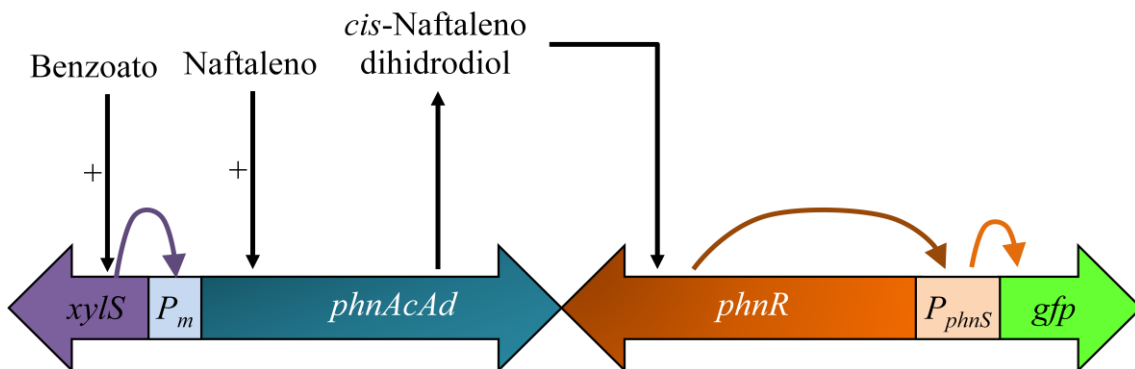 cis-Naftaleno
dihidrodiol
Benzoato
Naftaleno
+
+
xylS
Pm
phnAcAd
phnR
PphnS
gfp